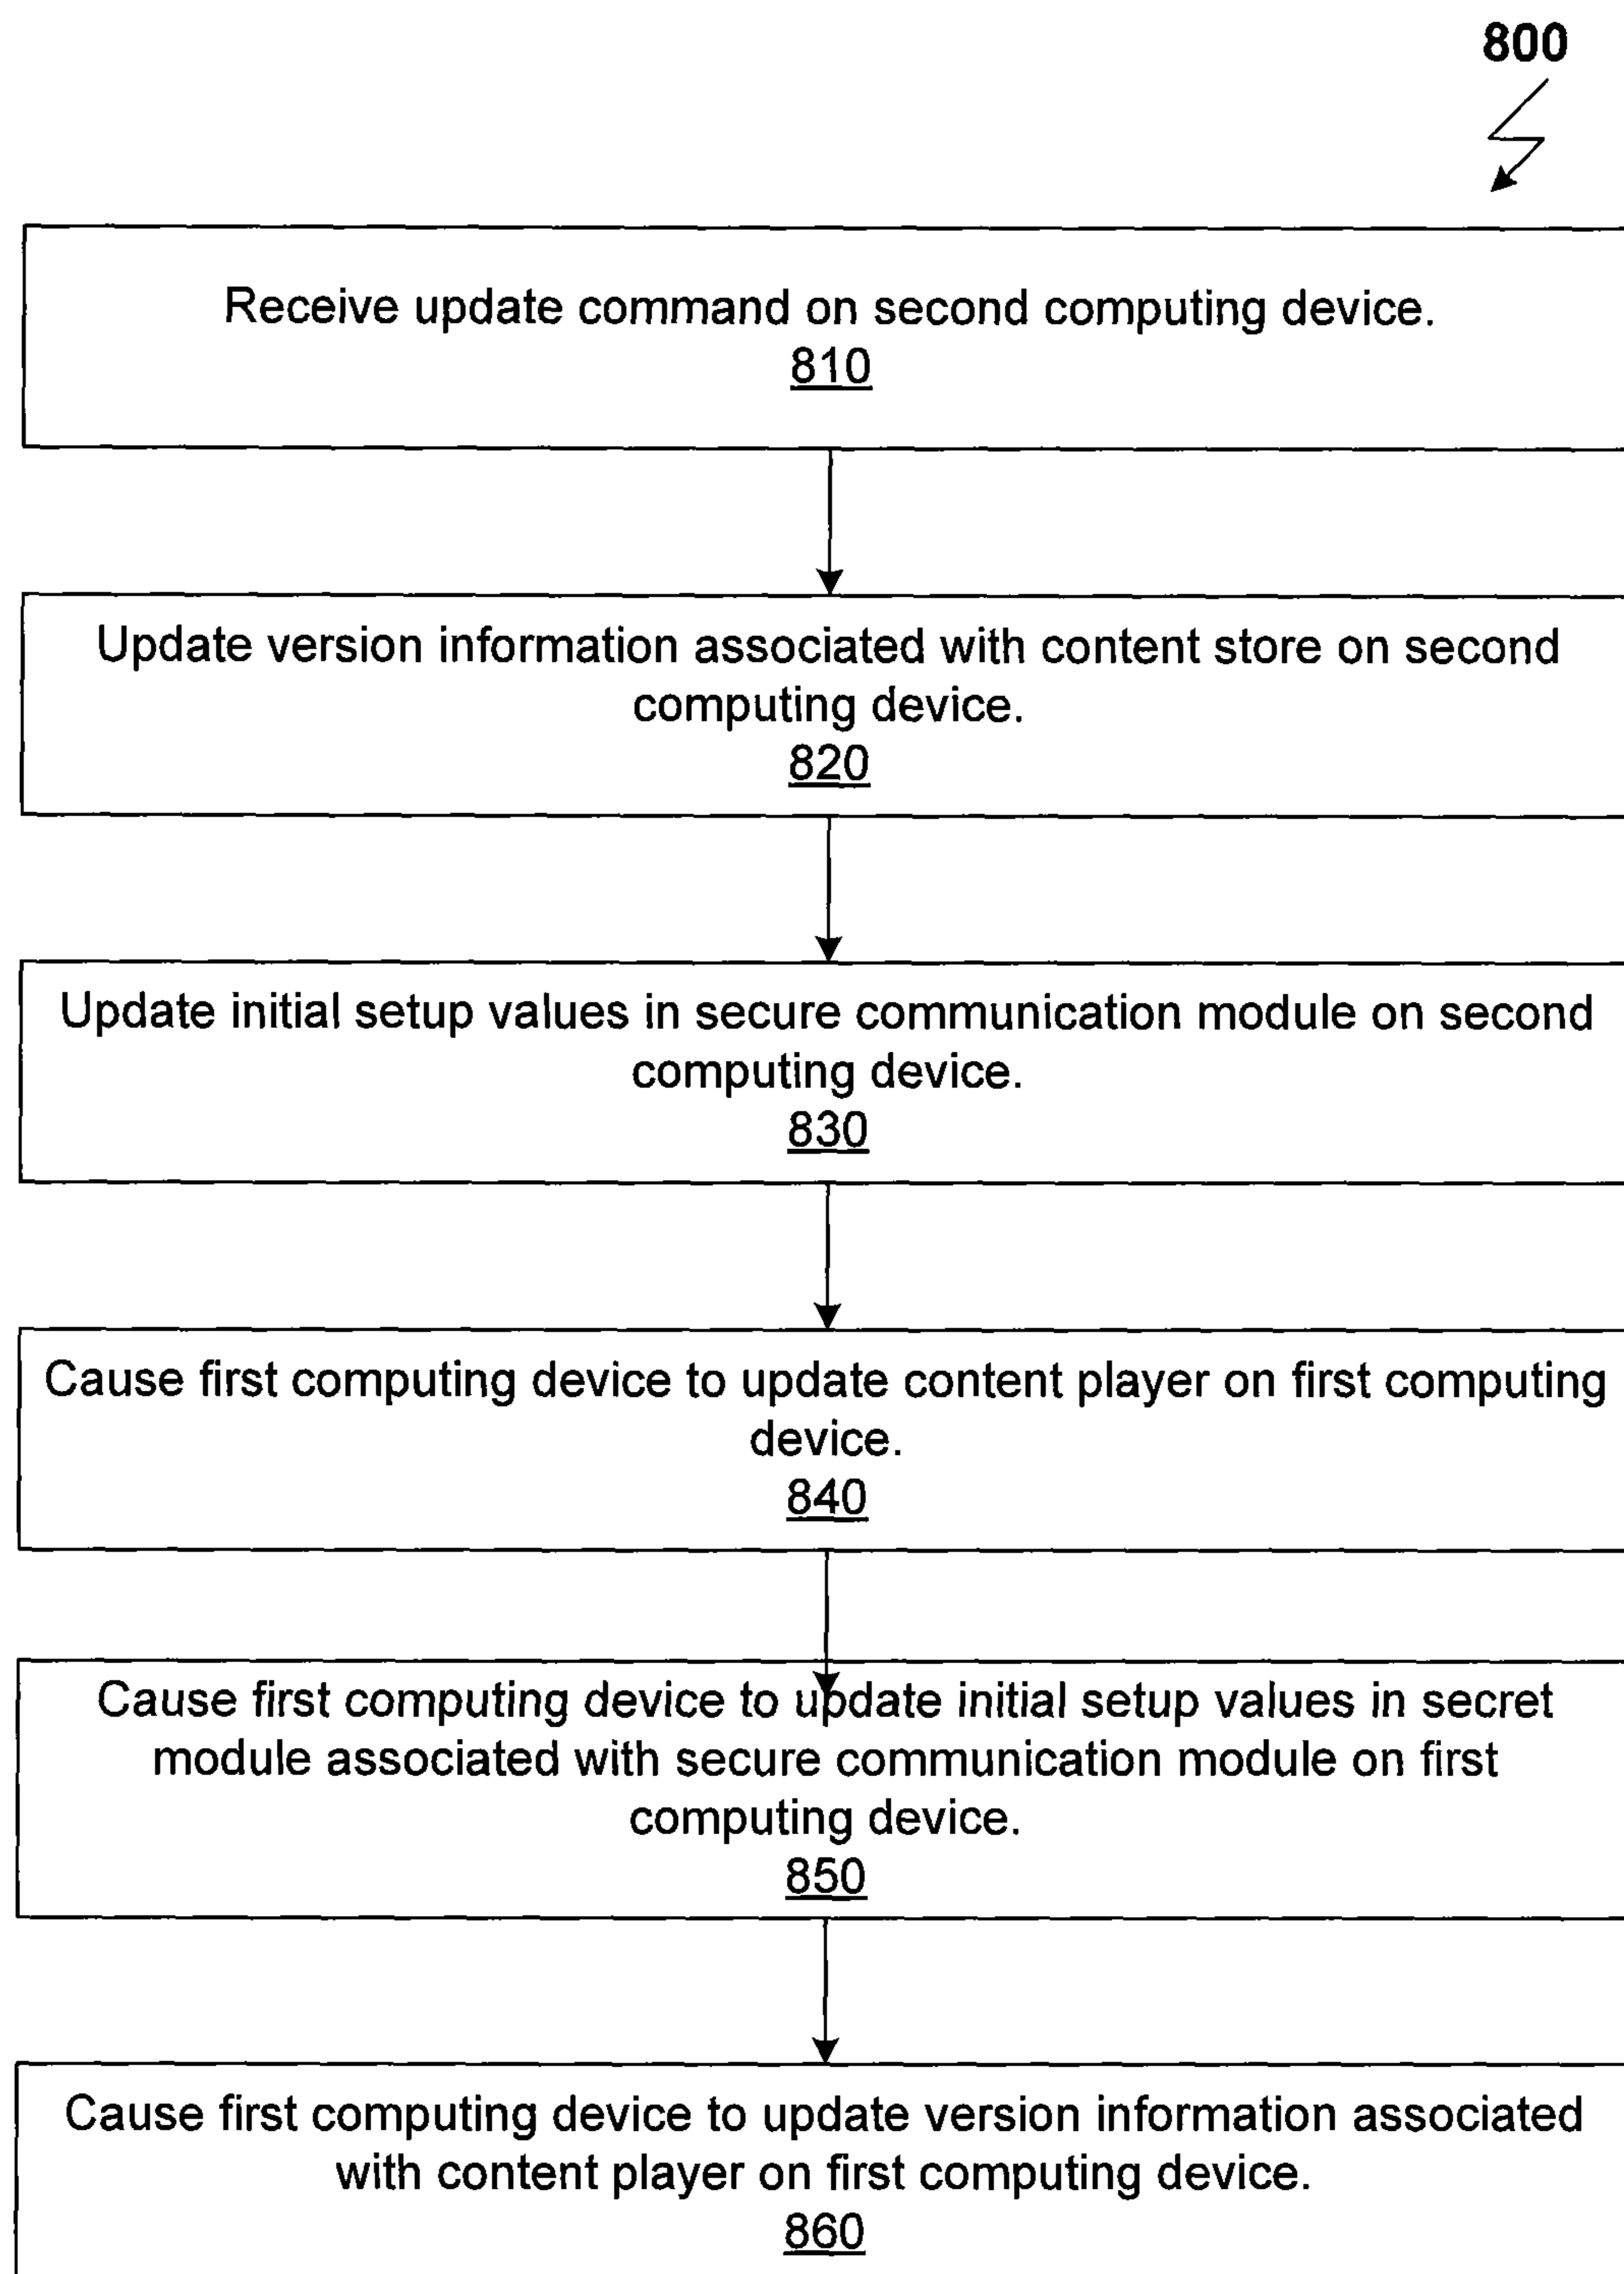 800
Receive update command on second computing device.
810
Update version information associated with content store on second
computing device.
820
Update initial setup values in secure communication module on second
computing device.
830
Cause first computing device to update content player on first computing
device.
840
Cause first computing device to update initial setup values in secret
module associated with secure communication module on first
computing device.
850
Cause first computing device to update version information associated
with content player on first computing device.
860